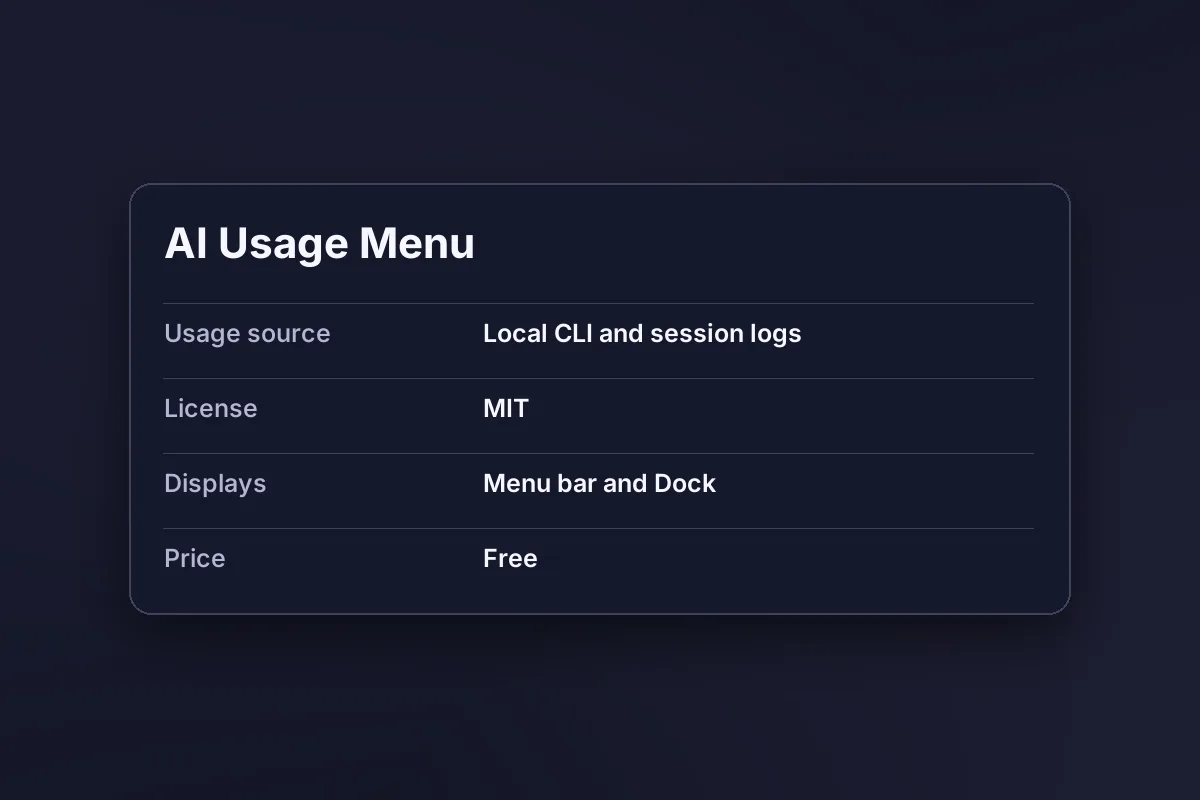 AI Usage Menu
Usage source Local CLI and session logs
License MIT
Displays Menu bar and Dock
Price Free